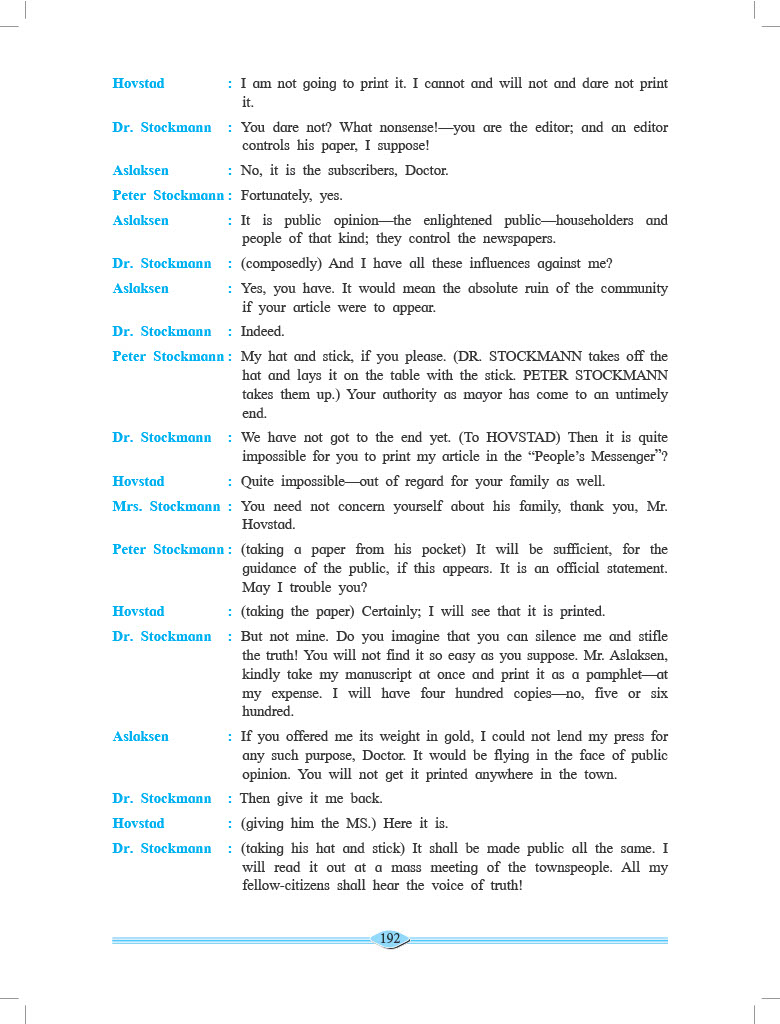 Hovstad : I am not going to print it. I cannot and will not and dare not print
it.
Dr. Stockmann : You dare not? What nonsense!—you are the editor; and an editor
controls his paper, I suppose!
Aslaksen : No, it is the subscribers, Doctor.
Peter Stockmann : Fortunately, yes.
Aslaksen : It is public opinion—the enlightened public—householders and
people of that kind; they control the newspapers.
Dr. Stockmann : (composedly) And I have all these influences against me?
Aslaksen : Yes, you have. It would mean the absolute ruin of the community
if your article were to appear.
Dr. Stockmann : Indeed.
Peter Stockmann : My hat and stick, if you please. (DR. STOCKMANN takes off the
hat and lays it on the table with the stick. PETER STOCKMANN
takes them up.) Your authority as mayor has come to an untimely
end.
Dr. Stockmann : We have not got to the end yet. (To HOVSTAD) Then it is quite
impossible for you to print my article in the “People’s Messenger”?
Hovstad : Quite impossible—out of regard for your family as well.
Mrs. Stockmann : You need not concern yourself about his family, thank you, Mr.
Hovstad.
Peter Stockmann : (taking a paper from his pocket) It will be sufficient, for the
guidance of the public, if this appears. It is an official statement.
May I trouble you?
Hovstad : (taking the paper) Certainly; I will see that it is printed.
Dr. Stockmann : But not mine. Do you imagine that you can silence me and stifle
the truth! You will not find it so easy as you suppose. Mr. Aslaksen,
kindly take my manuscript at once and print it as a pamphlet—at
my expense. I will have four hundred copies—no, five or six
hundred.
Aslaksen : If you offered me its weight in gold, I could not lend my press for
any such purpose, Doctor. It would be flying in the face of public
opinion. You will not get it printed anywhere in the town.
Dr. Stockmann : Then give it me back.
Hovstad : (giving him the MS.) Here it is.
Dr. Stockmann : (taking his hat and stick) It shall be made public all the same. I
will read it out at a mass meeting of the townspeople. All my
fellow-citizens shall hear the voice of truth!
192